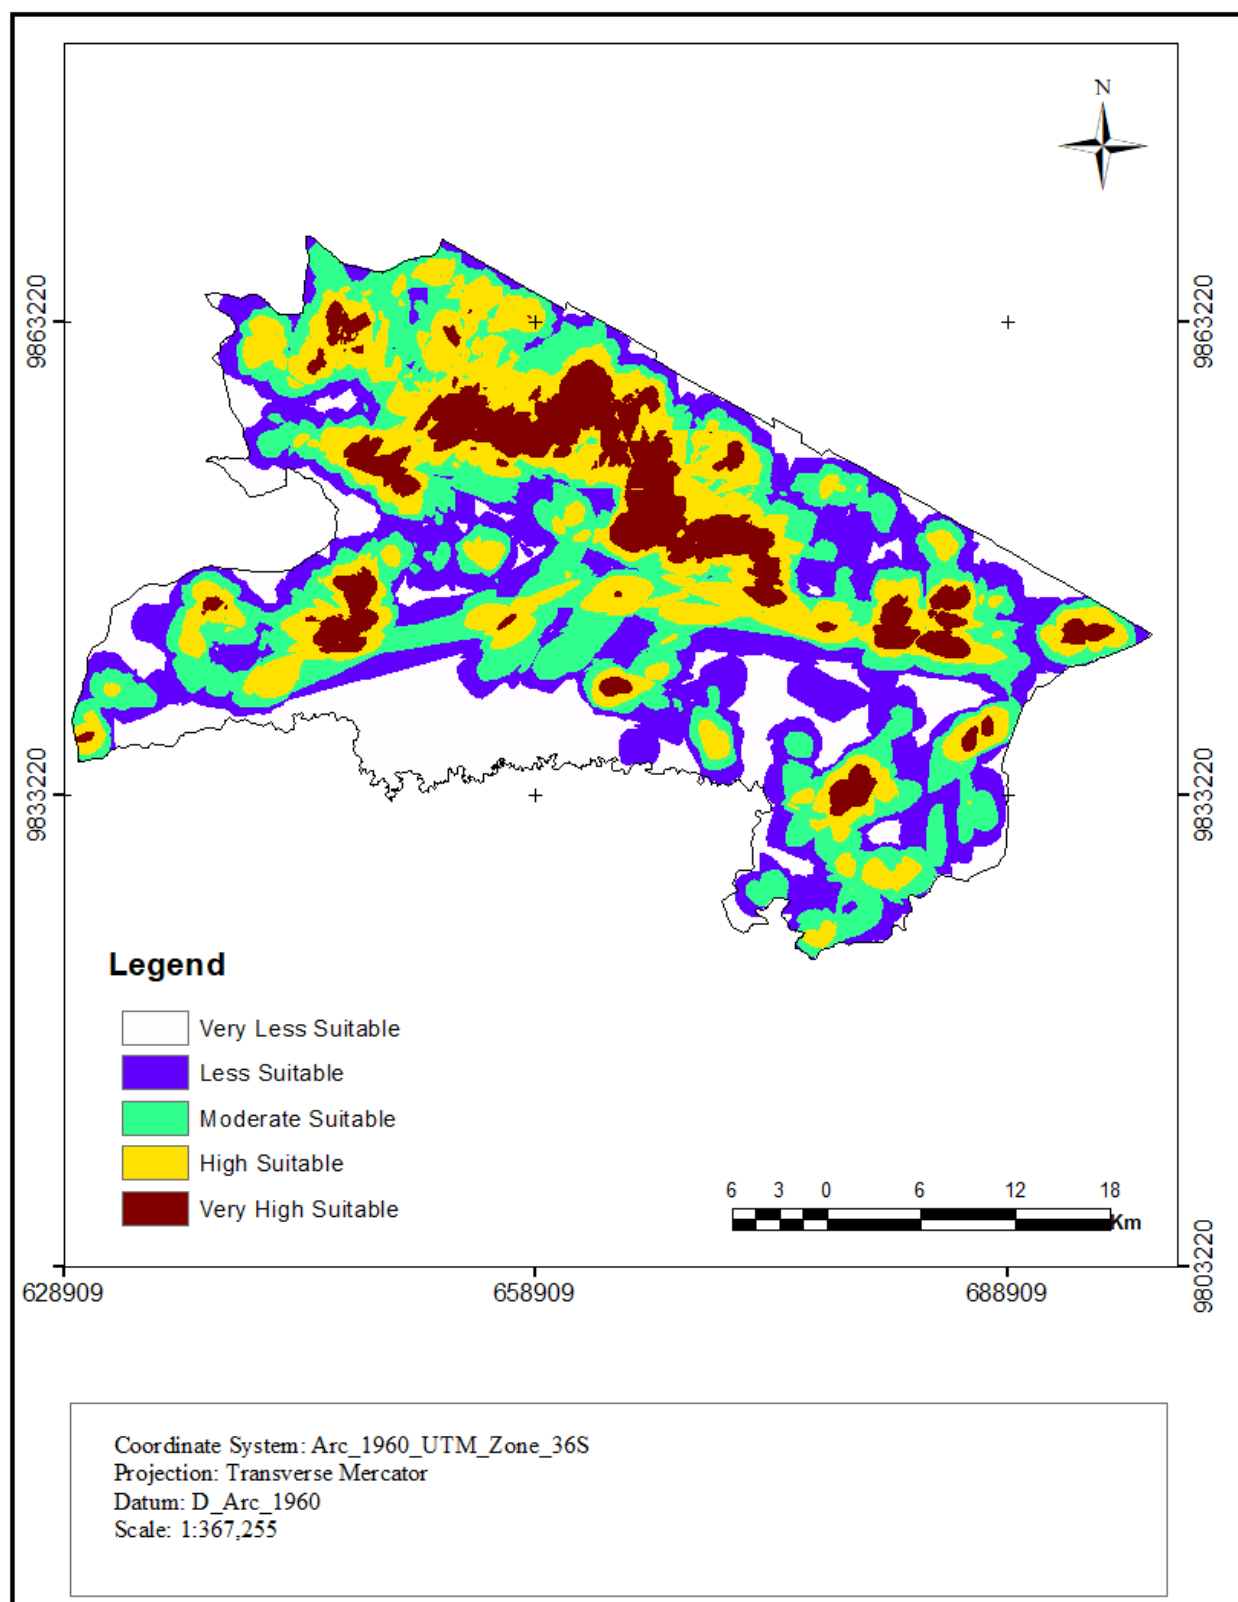 N
9863220
9863220
9833220
9833220
Legend
Very Less Suitable
Less Suitable
Moderate Suitable
High Suitable
Very High Suitable
6 3 0 6 12 18
Km
9803220
628909 658909 688909
Coordinate System: Arc_1960_UTM_Zone_36S
Projection: Transverse Mercator
Datum: D_Arc_1960
Scale: 1:367,255